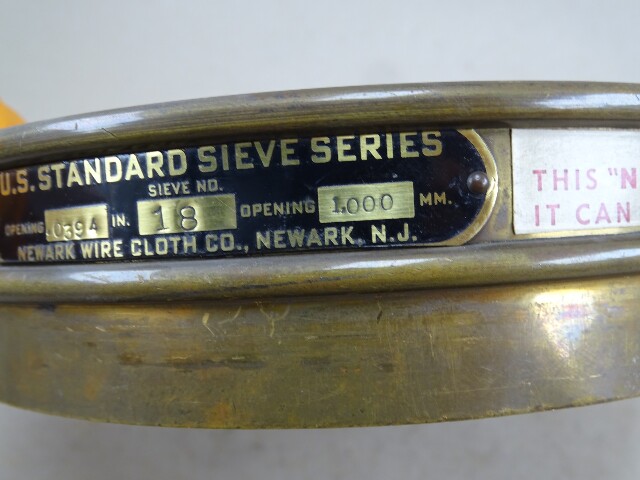 U.S. STANDARD SIEVE SERIES
SIEVE NO.
OPENING .0394 IN. 18 OPENING 1.000 MM.
NEWARK WIRE CLOTH CO., NEWARK, N.J.
THIS "N
IT CAN